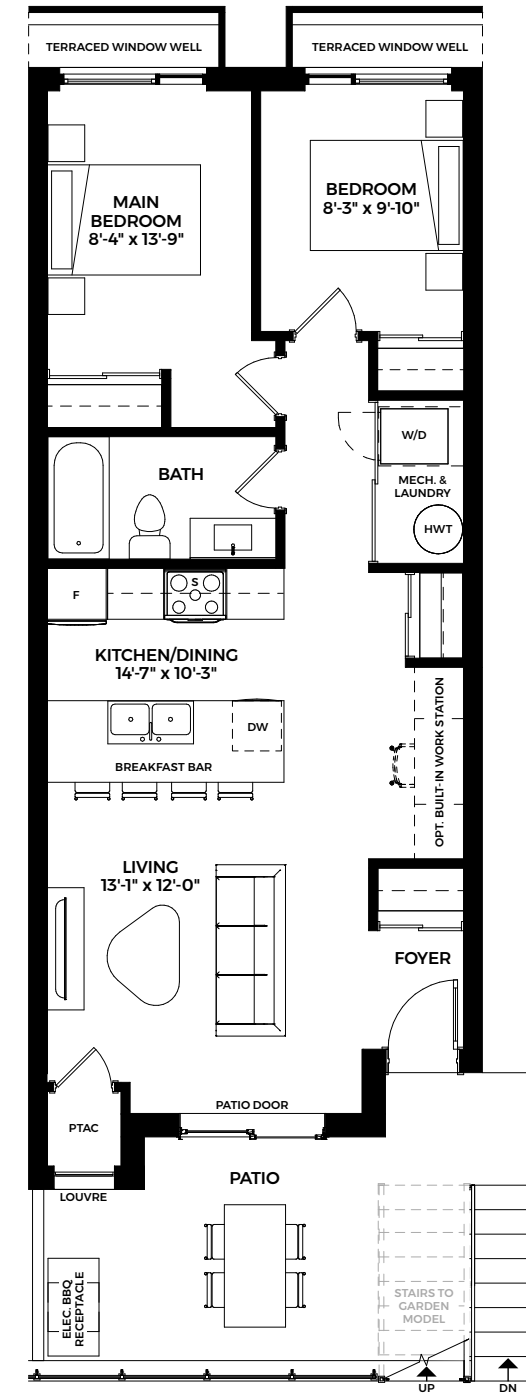 TERRACED WINDOW WELL
TERRACED WINDOW WELL
MAIN
BEDROOM
8'-4" x 13'-9"
BEDROOM
8'-3" x 9'-10"
W/D
MECH. &
LAUNDRY
HWT
BATH
F
S
KITCHEN/DINING
14'-7" x 10'-3"
DW
BREAKFAST BAR
OPT. BUILT-IN WORK STATION
LIVING
13'-1" x 12'-0"
FOYER
PATIO DOOR
PTAC
LOUVRE
PATIO
ELEC. BBQ
RECEPTACLE
STAIRS TO
GARDEN
MODEL
UP
DN